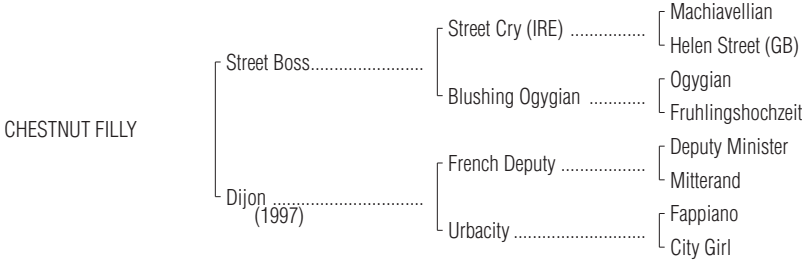 Machiavellian
Street Cry (IRE) ................
Helen Street (GB)
Street Boss........................
Ogygian
Blushing Ogygian ............
Fruhlingshochzeit
CHESTNUT FILLY
Deputy Minister
French Deputy ..................
Mitterand
Dijon ................................
(1997)
Fappiano
Urbacity ............................
City Girl